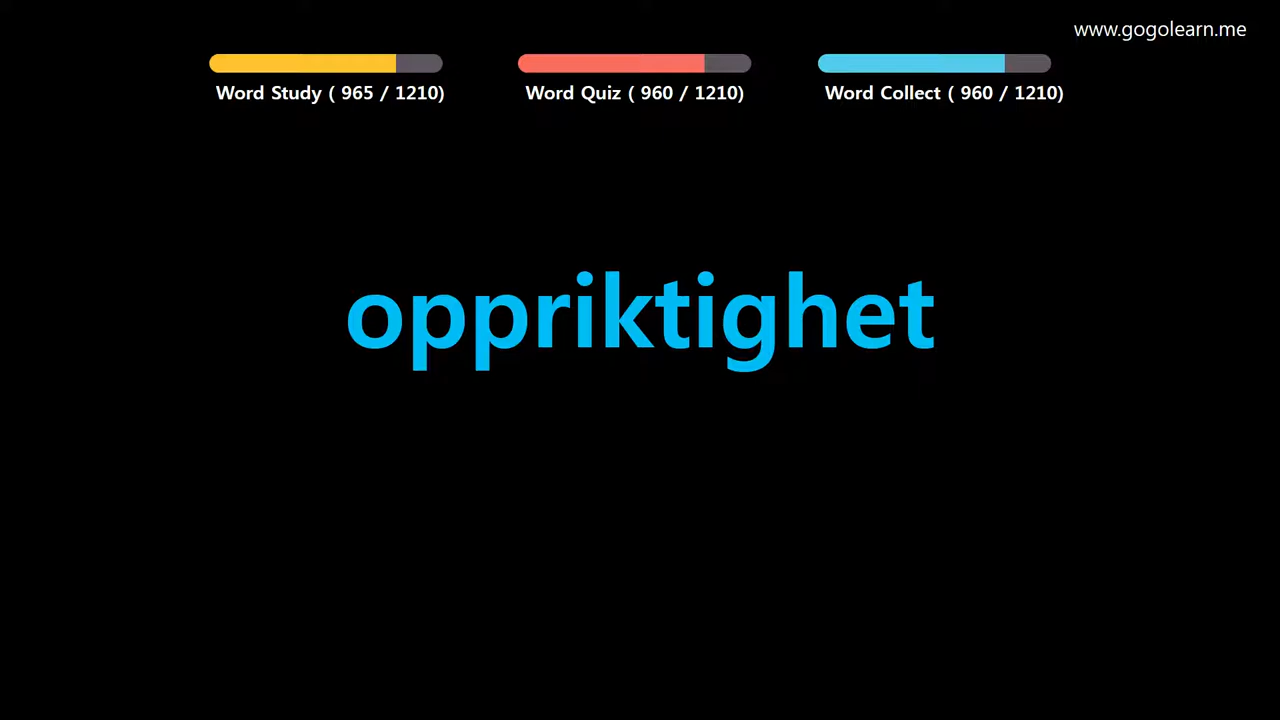 www.gogolearn.me
Word Study ( 965 / 1210)
Word Quiz ( 960 / 1210)
Word Collect ( 960 / 1210)
oppriktighet